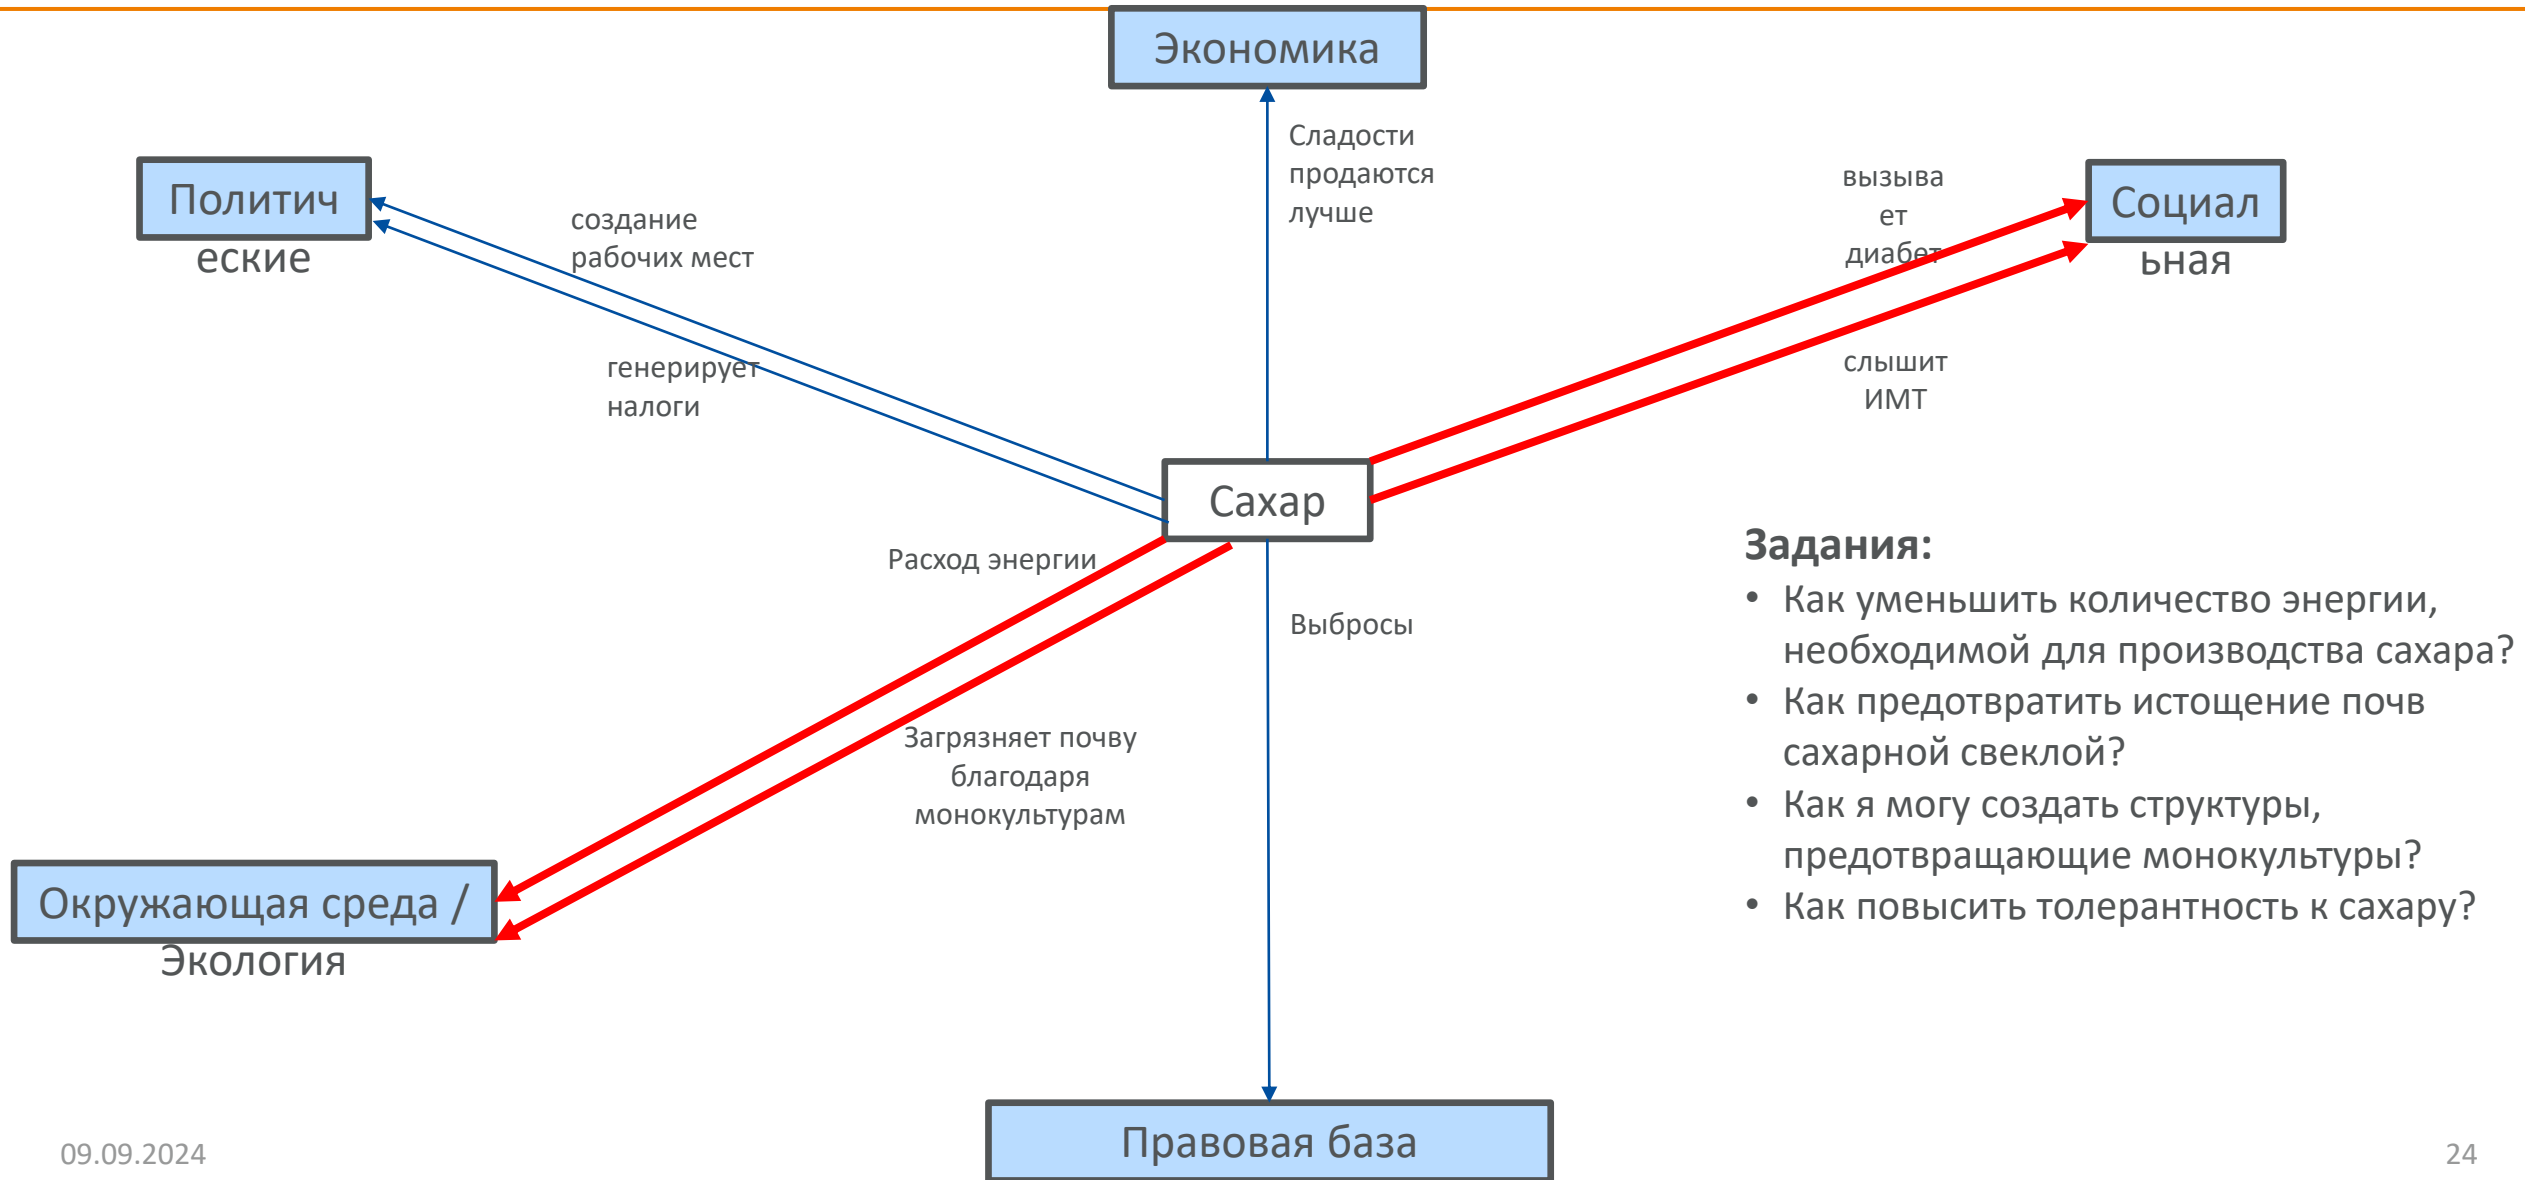 Экономика
Политич
еские
создание
рабочих мест
генерирует
налоги
Сладости
продаются
лучше
вызыва
ет
диабет
Социал
ьная
слышит
ИМТ
Сахар
Расход энергии
Выбросы
Загрязняет почву
благодаря
монокультурам
Окружающая среда /
Экология
Правовая база
Задания:
• Как уменьшить количество энергии,
необходимой для производства сахара?
• Как предотвратить истощение почв
сахарной свеклой?
• Как я могу создать структуры,
предотвращающие монокультуры?
• Как повысить толерантность к сахару?
09.09.2024
24